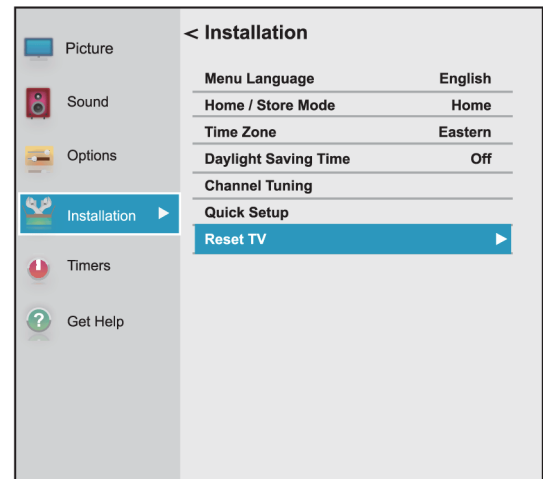 Picture
Sound
Options
Installation
Timers
Get Help
< Installation
Menu Language English
Home / Store Mode Home
Time Zone Eastern
Daylight Saving Time Off
Channel Tuning
Quick Setup
Reset TV